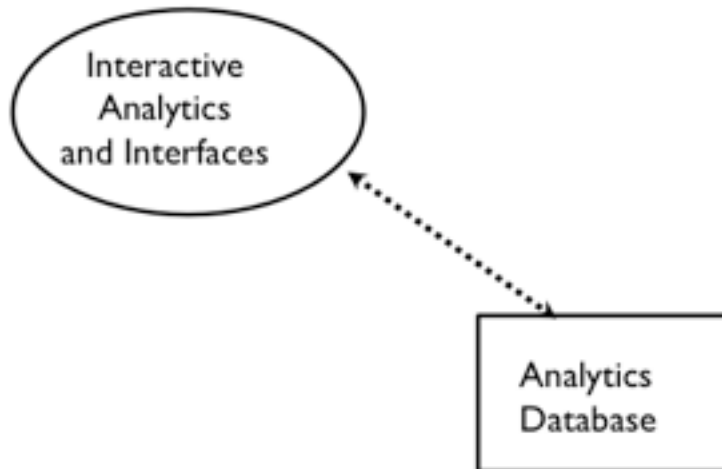 Interactive
Analytics
and Interfaces
Analytics
Database